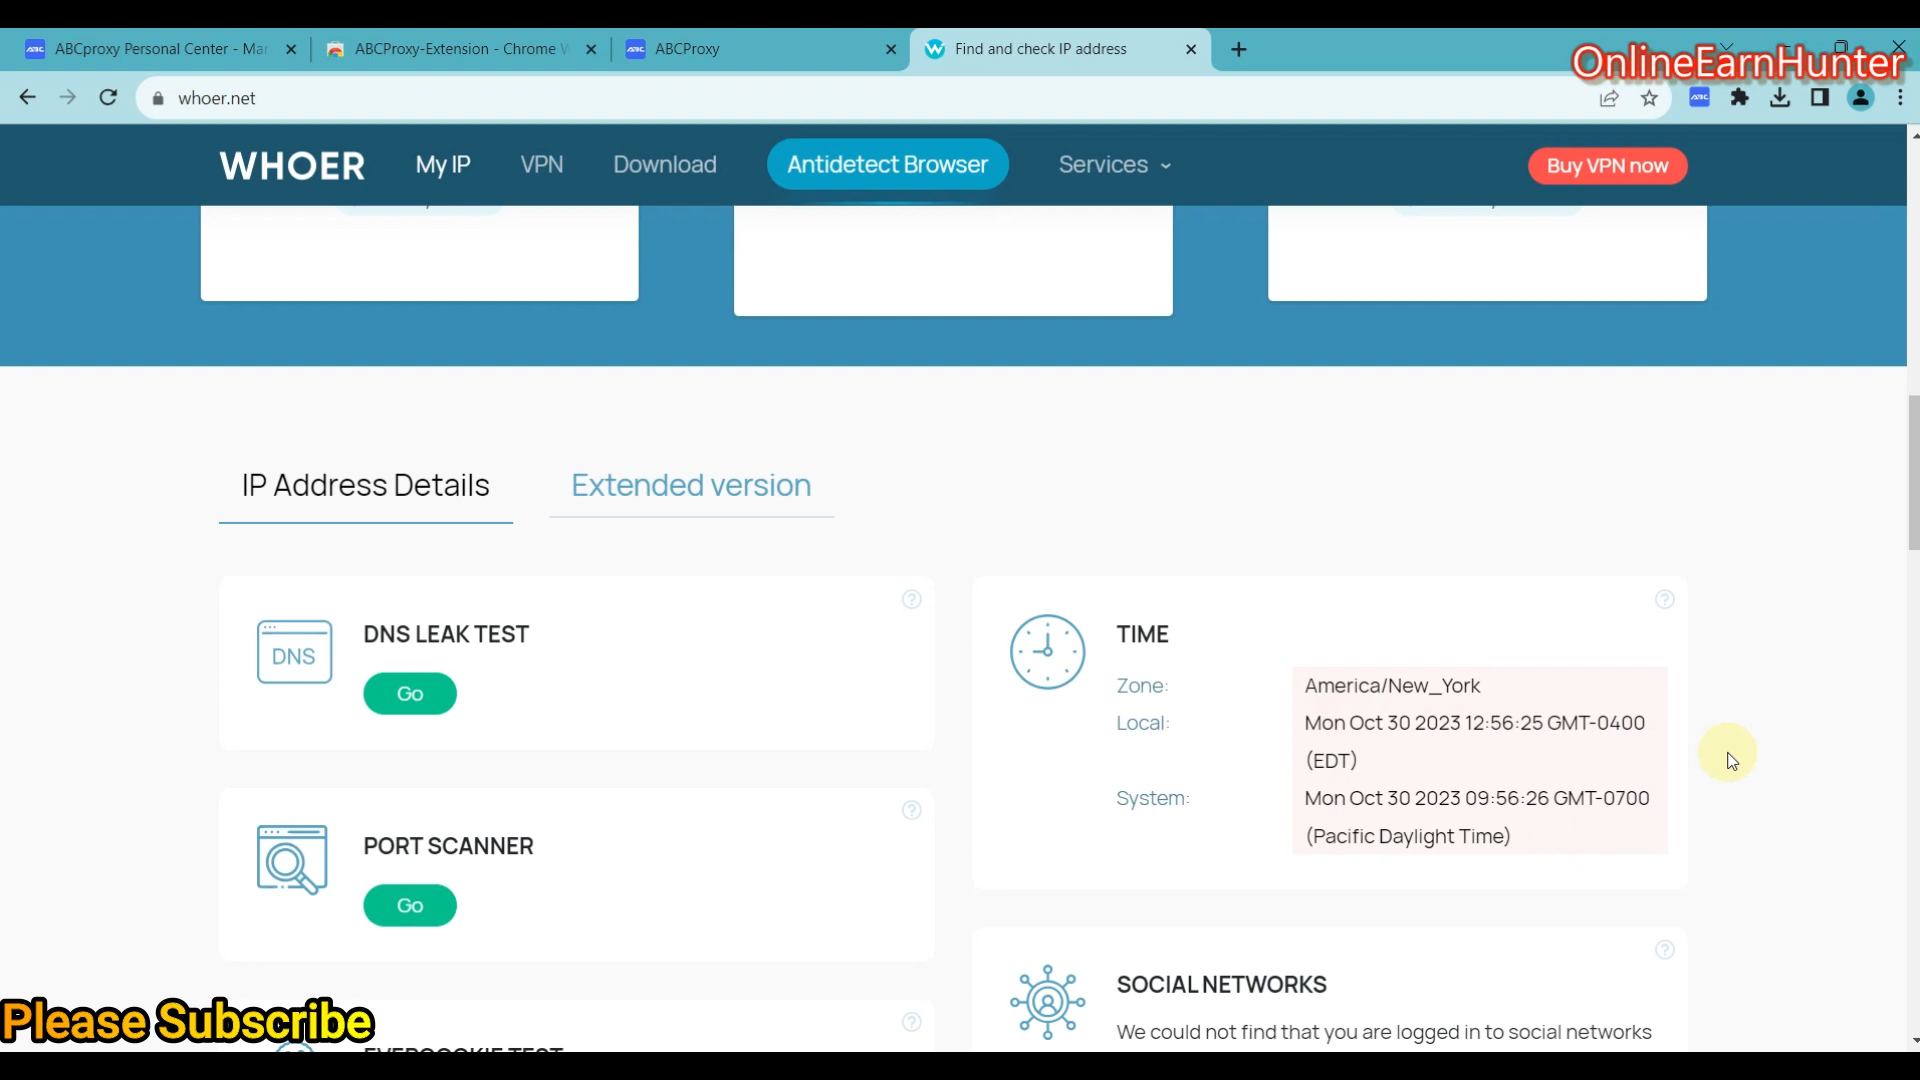 ABCproxy Personal Center - Mar
ABCProxy-Extension - Chrome W
ABCProxy
Find and check IP address
OnlineEarnHunter
whoer.net
ABC
WHOER
My IP
VPN
Download
Antidetect Browser
Services
Buy VPN now
IP Address Details
Extended version
DNS
DNS LEAK TEST
Go
TIME
Zone:
America/New_York
Local:
Mon Oct 30 2023 12:56:25 GMT-0400
(EDT)
System:
Mon Oct 30 2023 09:56:26 GMT-0700
(Pacific Daylight Time)
PORT SCANNER
Go
SOCIAL NETWORKS
We could not find that you are logged in to social networks
Please Subscribe
EVERCOOKIE TEST